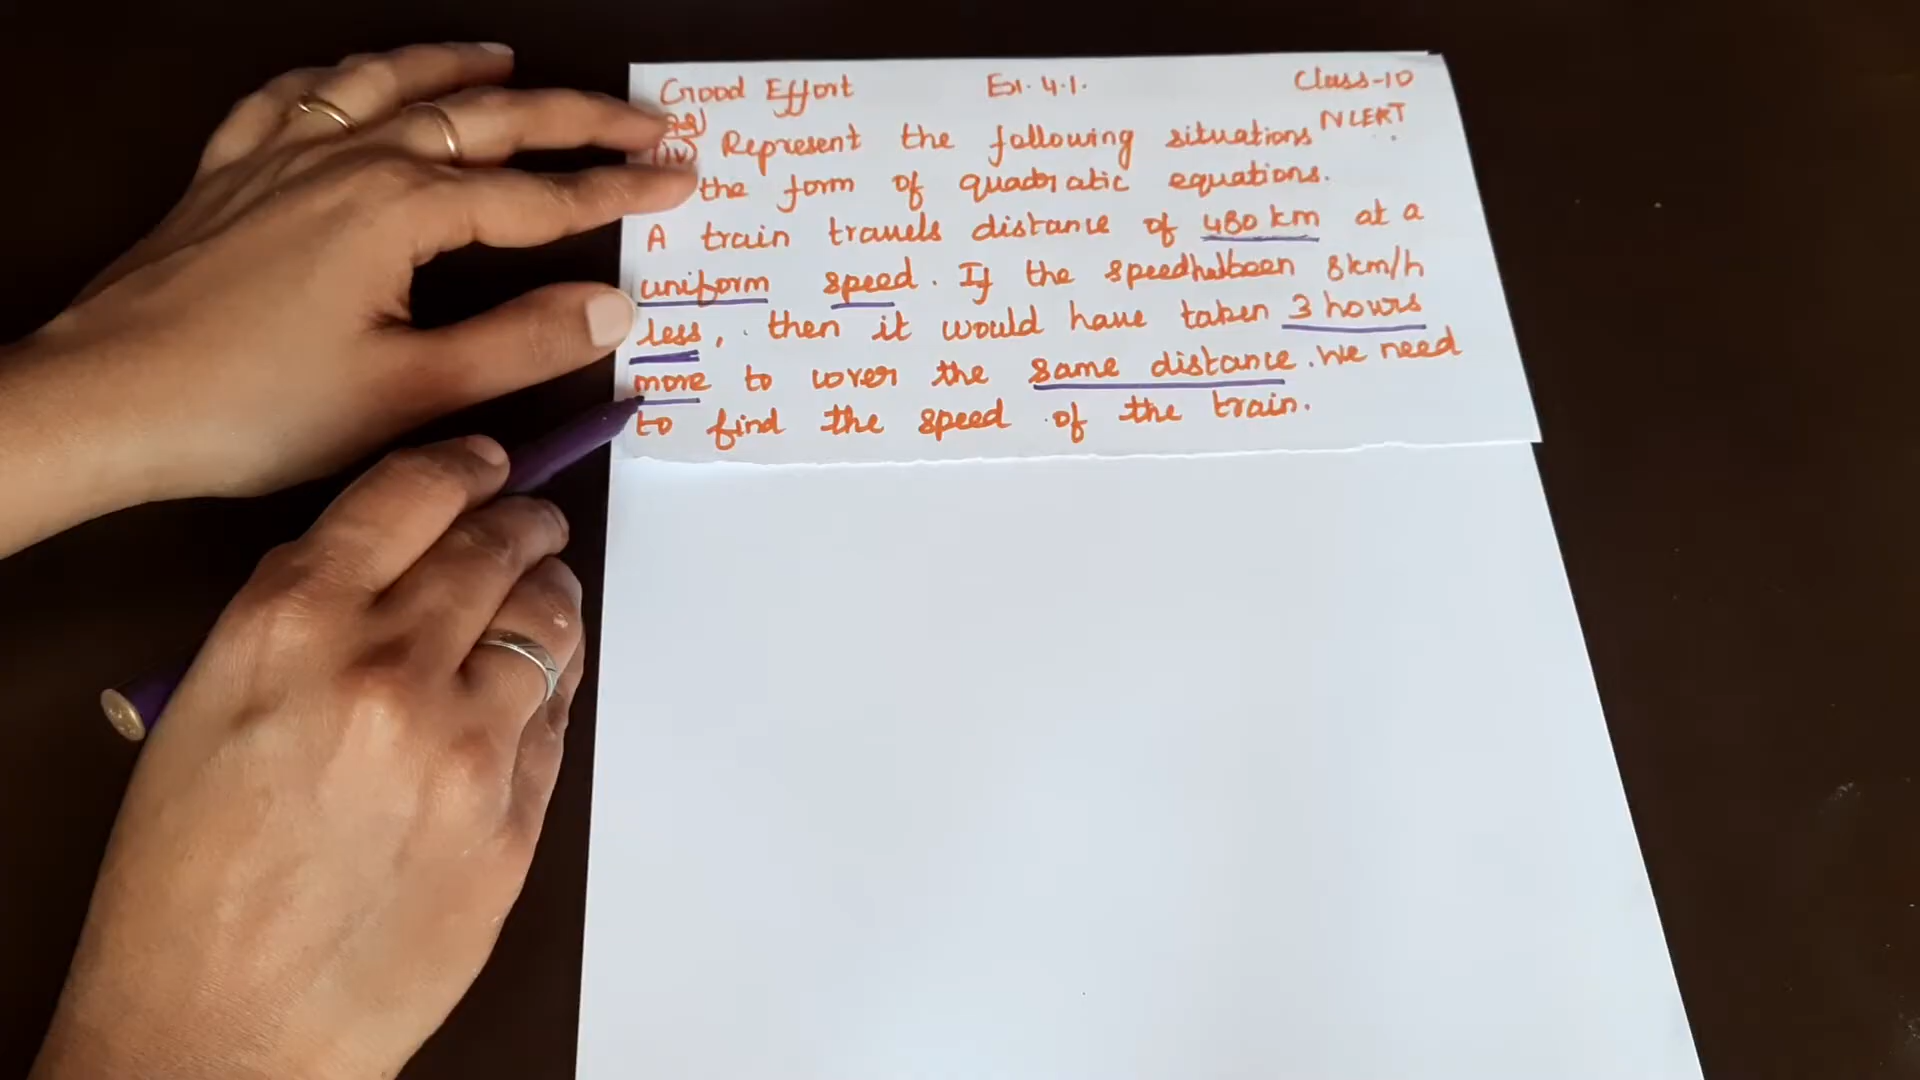 Good Effort Ex. 4.1. Class-10
NCERT
(iv) Represent the following situations
the form of quadratic equations.
A train travels distance of 480 km at a
uniform speed. If the speed had been 8km/h
less, then it would have taken 3 hours
more to cover the same distance. We need
to find the speed of the train.